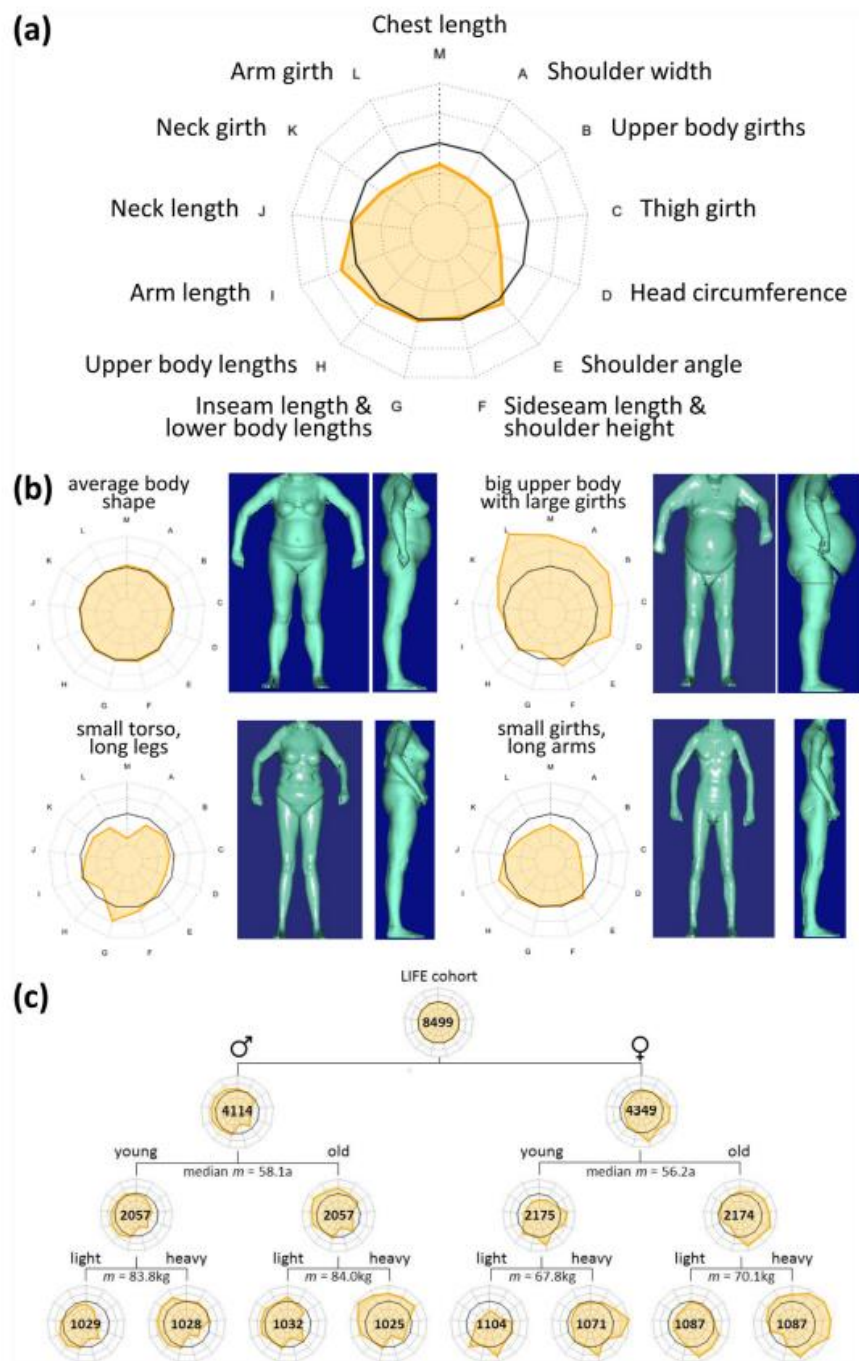 (a)
Chest length
M
Arm girth L
A Shoulder width
Neck girth K
B Upper body girths
Neck length J
C Thigh girth
Arm length I
D Head circumference
Upper body lengths H
E Shoulder angle
Inseam length & G
lower body lengths
F Sideseam length &
shoulder height
(b)
average body
shape
M
L A
K B
J C
I D
H E
G F
big upper body
with large girths
M
L A
K B
J C
I D
H E
G F
small torso,
long legs
M
L A
K B
J C
I D
H E
G F
small girths,
long arms
M
L A
K B
J C
I D
H E
G F
(c)
LIFE cohort
8499
♂ ♀
4114 4349
young old young old
median m = 58.1a median m = 56.2a
2057 2057 2175 2174
light heavy light heavy light heavy light heavy
m = 83.8kg m = 84.0kg m = 67.8kg m = 70.1kg
1029 1028 1032 1025 1104 1071 1087 1087